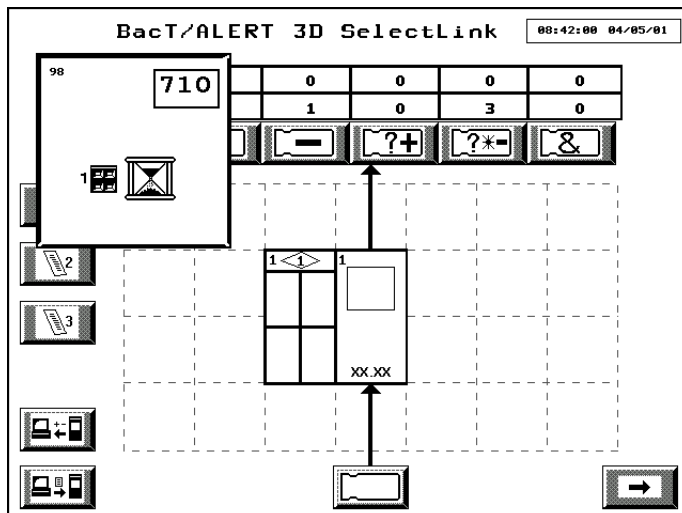 BacT/ALERT 3D SelectLink
08:42:00 04/05/01
98
710
1
0 0 0 0
1 0 3 0
− ?+ ?*- &
2
3
1 1 1
XX.XX
+-